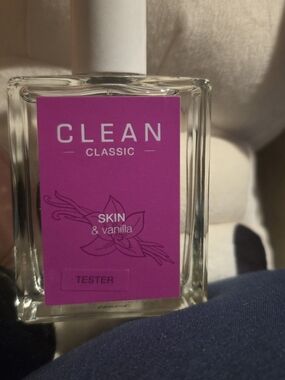 CLEAN
CLASSIC
SKIN
& vanilla
TESTER